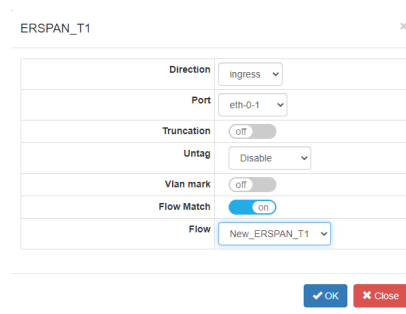 ERSPAN_T1 ×
Direction ingress
Port eth-0-1
Truncation off
Untag Disable
Vlan mark off
Flow Match on
Flow New_ERSPAN_T1
OK Close